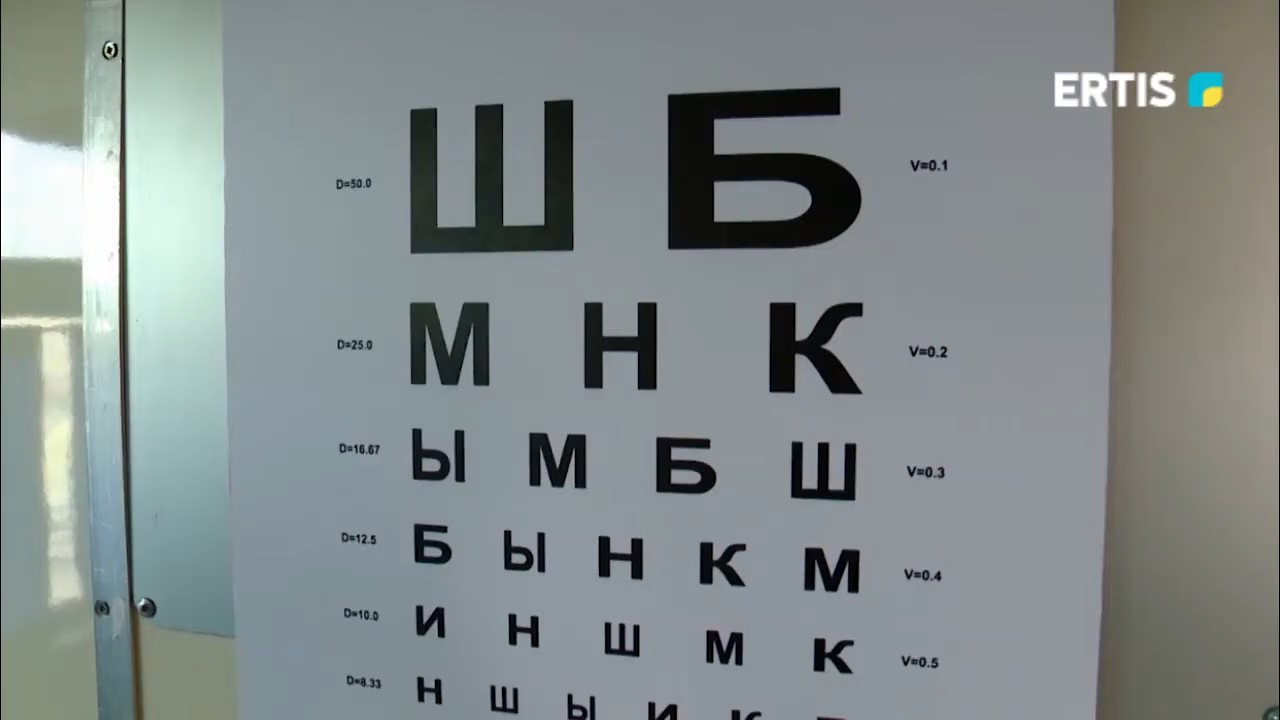 ERTIS
D=50.0 Ш Б V=0.1
D=25.0 М Н К V=0.2
D=16.67 Ы М Б Ш V=0.3
D=12.5 Б Ы Н К М V=0.4
D=10.0 И Н Ш М К V=0.5
D=8.33 Н Ш Ы И К